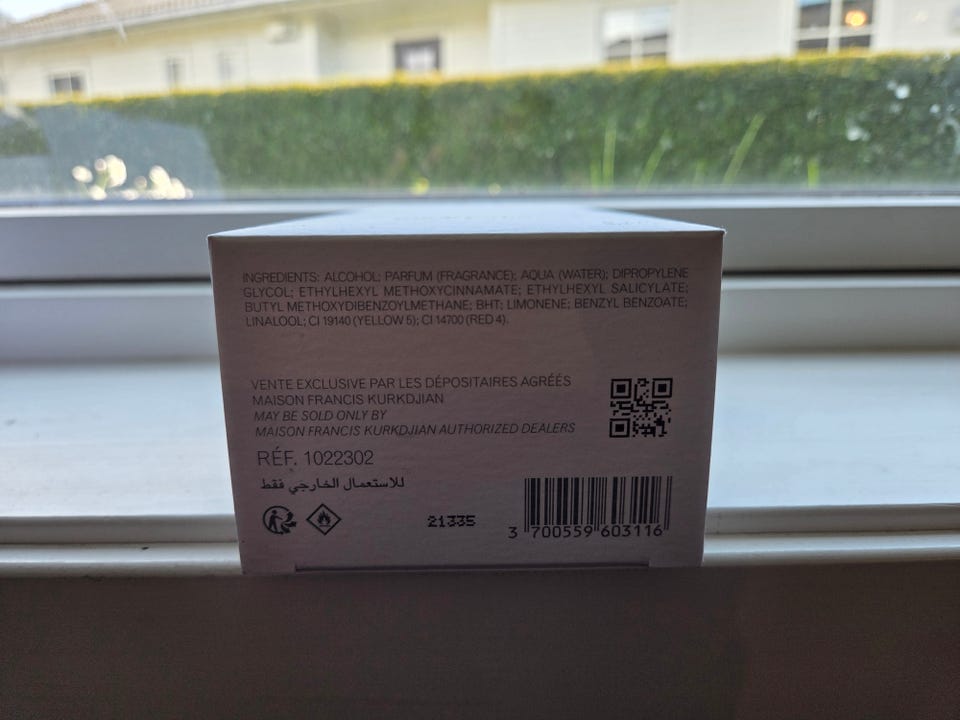 INGREDIENTS: ALCOHOL; PARFUM (FRAGRANCE); AQUA (WATER); DIPROPYLENE
GLYCOL; ETHYLHEXYL METHOXYCINNAMATE; ETHYLHEXYL SALICYLATE;
BUTYL METHOXYDIBENZOYLMETHANE; BHT; LIMONENE; BENZYL BENZOATE;
LINALOOL; CI 19140 (YELLOW 5); CI 14700 (RED 4).
VENTE EXCLUSIVE PAR LES DÉPOSITAIRES AGRÉÉS
MAISON FRANCIS KURKDJIAN
MAY BE SOLD ONLY BY
MAISON FRANCIS KURKDJIAN AUTHORIZED DEALERS
RÉF. 1022302
للاستعمال الخارجي فقط
21335
3 700559 603116